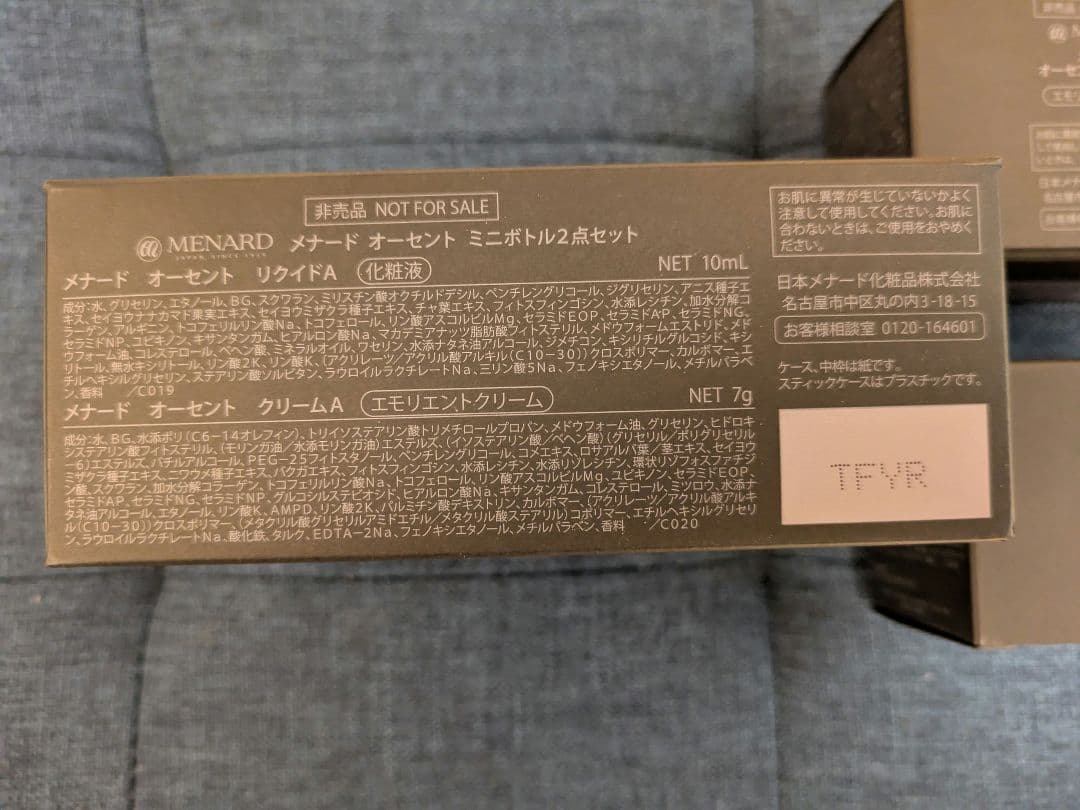 非売品 NOT FOR SALE
MENARD メナード オーセント ミニボトル2点セット
JAPAN, SINCE 1959
メナード オーセント リクイドA 化粧液 NET 10mL
成分:水、グリセリン、エタノール、BG、スクワラン、ミリスチン酸オクチルドデシル、ペンチレングリコール、ジグリセリン、アニス種子エ
キス、セイヨウナナカマド果実エキス、セイヨウミザクラ種子エキス、チャ葉エキス、フィトスフィンゴシン、水添レシチン、加水分解コ
ラーゲン、アルギニン、トコフェリルリン酸Na、トコフェロール、リン酸アスコルビルMg、セラミドEOP、セラミドAP、セラミドNG、
セラミドNP、ユビキノン、キサンタンガム、ヒアルロン酸Na、マカデミアナッツ脂肪酸フィトステリル、メドウフォームエストリド、メド
ウフォーム油、コレステロール、ベヘン酸、ミネラルオイル、ワセリン、水添ナタネ油アルコール、ジメチコン、キシリチルグルコシド、キシ
リトール、無水キシリトール、リン酸2K、リン酸K、(アクリレーツ/アクリル酸アルキル(C10-30))クロスポリマー、カルボマー、エ
チルヘキシルグリセリン、ステアリン酸ソルビタン、ラウロイルラクチレートNa、三リン酸5Na、フェノキシエタノール、メチルパラベ
ン、香料 /C019
メナード オーセント クリームA エモリエントクリーム NET 7g
成分:水、BG、水添ポリ(C6-14オレフィン)、トリイソステアリン酸トリメチロールプロパン、メドウフォーム油、グリセリン、ヒドロキ
システアリン酸フィトステリル、(モリンガ油/水添モリンガ油)エステルズ、(イソステアリン酸/ベヘン酸)(グリセリル/ポリグリセリル
-6)エステルズ、バチルアルコール、PEG-25フィトスタノール、ペンチレングリコール、コメエキス、ロサアルバ葉/茎エキス、セイヨウ
ミザクラ種子エキス、ウメ種子エキス、バクガエキス、フィトスフィンゴシン、水添レシチン、水添リゾレシチン、環状リゾホスファチジン
酸、スクワラン、加水分解コラーゲン、トコフェリルリン酸Na、トコフェロール、リン酸アスコルビルMg、ユビキノン、セラミドEOP、
セラミドAP、セラミドNG、セラミドNP、グルコシルステビオシド、ヒアルロン酸Na、キサンタンガム、コレステロール、ミツロウ、水添ナ
タネ油アルコール、エタノール、リン酸K、AMPD、リン酸2K、パルミチン酸デキストリン、カルボマー、(アクリレーツ/アクリル酸アルキ
ル(C10-30))クロスポリマー、(メタクリル酸グリセリルアミドエチル/メタクリル酸ステアリル)コポリマー、エチルヘキシルグリセリ
ン、ラウロイルラクチレートNa、酸化鉄、タルク、EDTA-2Na、フェノキシエタノール、メチルパラベン、香料 /C020
お肌に異常が生じていないかよく
注意して使用してください。お肌に
合わないときは、ご使用をおやめく
ださい。
日本メナード化粧品株式会社
名古屋市中区丸の内3-18-15
お客様相談室 0120-164601
ケース、中枠は紙です。
スティックケースはプラスチックです。
TFYR